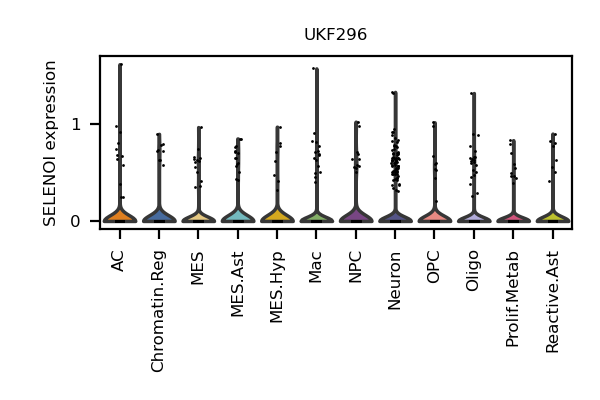 UKF296
SELENOI expression
1
0
AC
Chromatin.Reg
MES
MES.Ast
MES.Hyp
Mac
NPC
Neuron
OPC
Oligo
Prolif.Metab
Reactive.Ast